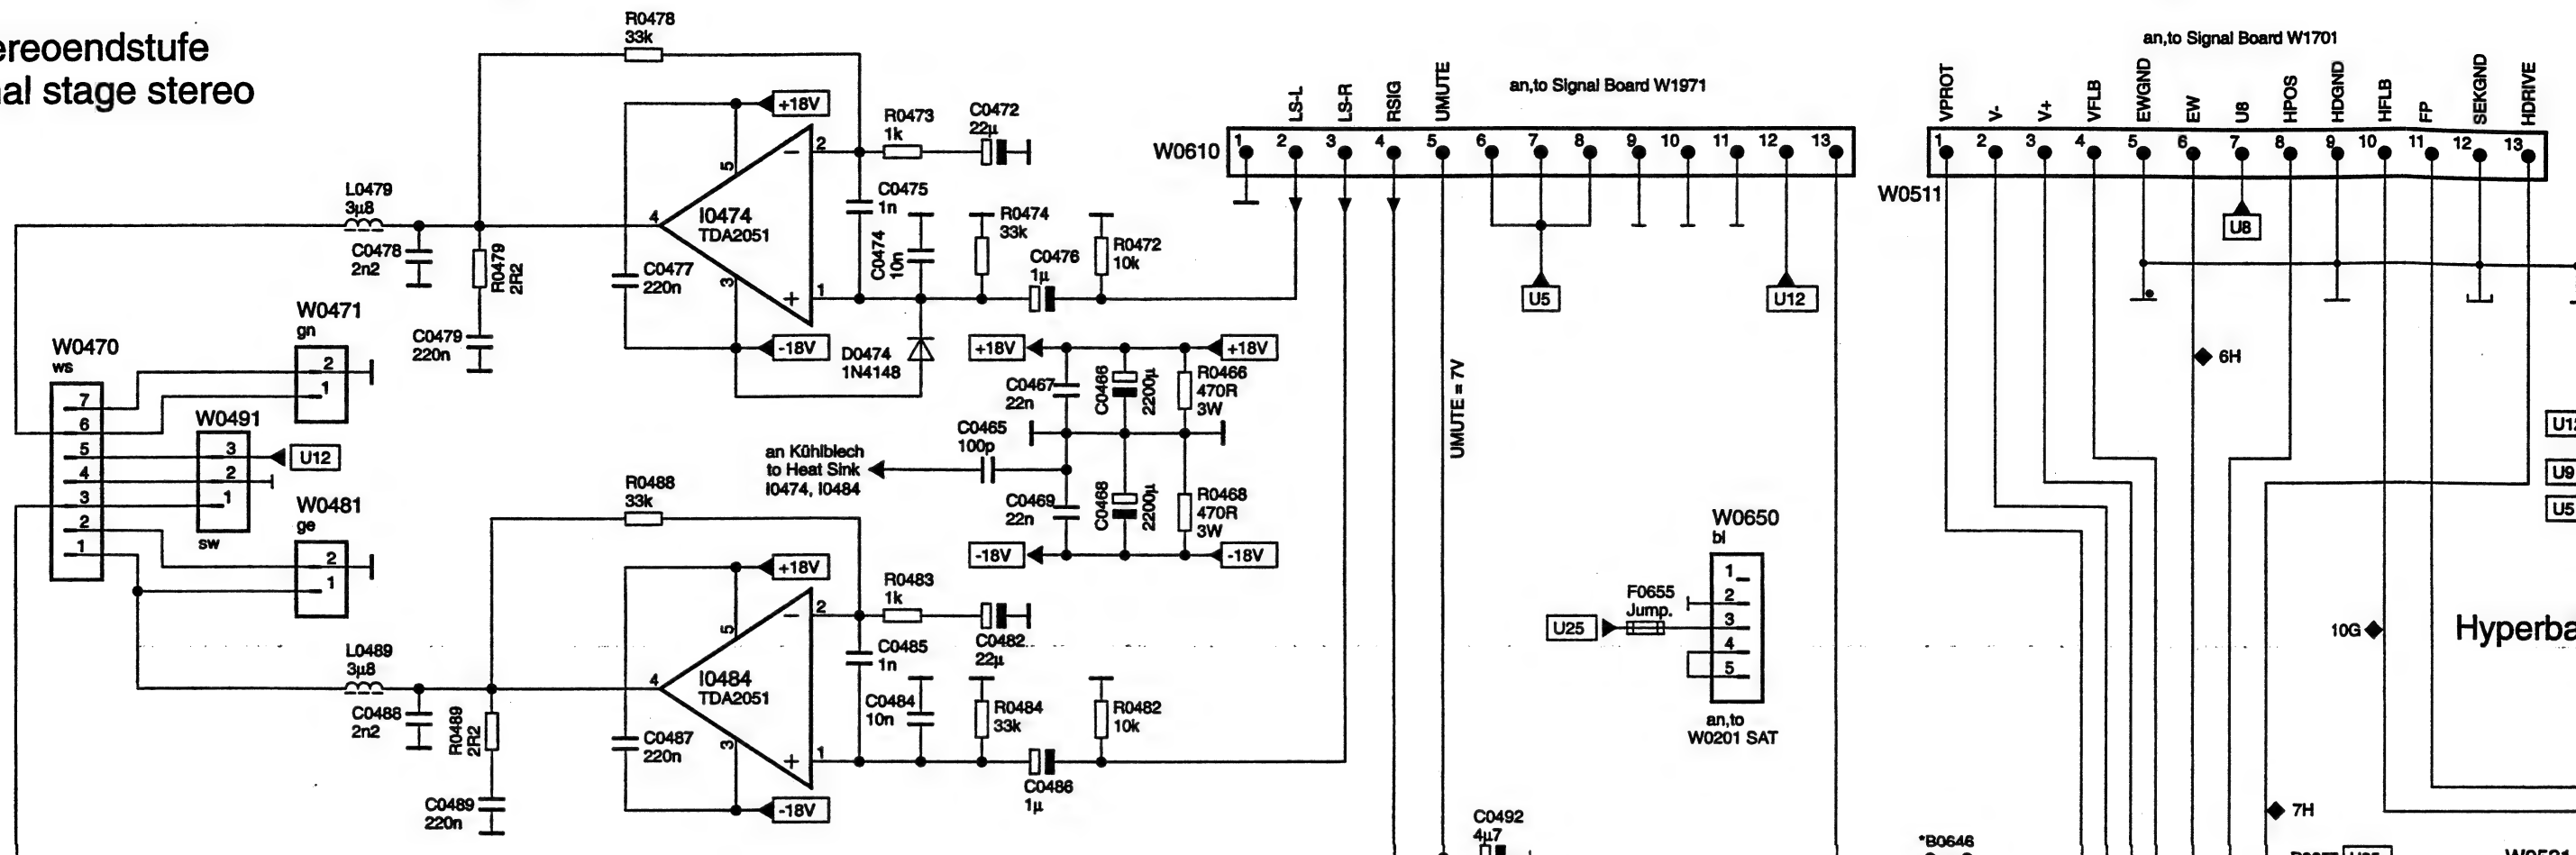 ereoendstufe
al stage stereo
R0478
33k
+18V
R0473
1k
C0472
22µ
2
5
I0474
TDA2051
4
3
1
C0475
1n
C0474
10n
R0474
33k
C0476
1µ
R0472
10k
L0479
3µ8
C0478
2n2
R0479
2R2
C0479
220n
C0477
220n
-18V
D0474
1N4148
W0470
ws
7
6
5
4
3
2
1
W0471
gn
2
1
W0491
3
2
1
sw
U12
W0481
ge
2
1
+18V
+18V
C0467
22n
C0466
2200µ
R0466
470R
3W
C0465
100p
an Kühlblech
to Heat Sink
I0474, I0484
C0469
22n
C0468
2200µ
R0468
470R
3W
-18V
-18V
R0488
33k
+18V
R0483
1k
C0482
22µ
2
5
I0484
TDA2051
4
3
1
C0485
1n
C0484
10n
R0484
33k
R0482
10k
C0486
1µ
L0489
3µ8
C0488
2n2
R0489
2R2
C0489
220n
C0487
220n
-18V
an,to Signal Board W1971
LS-L
LS-R
RSIG
UMUTE
W0610
1 2 3 4 5 6 7 8 9 10 11 12 13
U5
U12
UMUTE = 7V
W0650
bl
1
2
3
4
5
F0655
Jump.
U25
an,to
W0201 SAT
C0492
4µ7
an,to Signal Board W1701
VPROT
V-
V+
VFLB
EWGND
EW
U8
HPOS
HDGND
HFLB
FP
SEKGND
HDRIVE
1 2 3 4 5 6 7 8 9 10 11 12 13
W0511
U8
6H
U12
U9
U5
10G
Hyperba
7H
*B0646